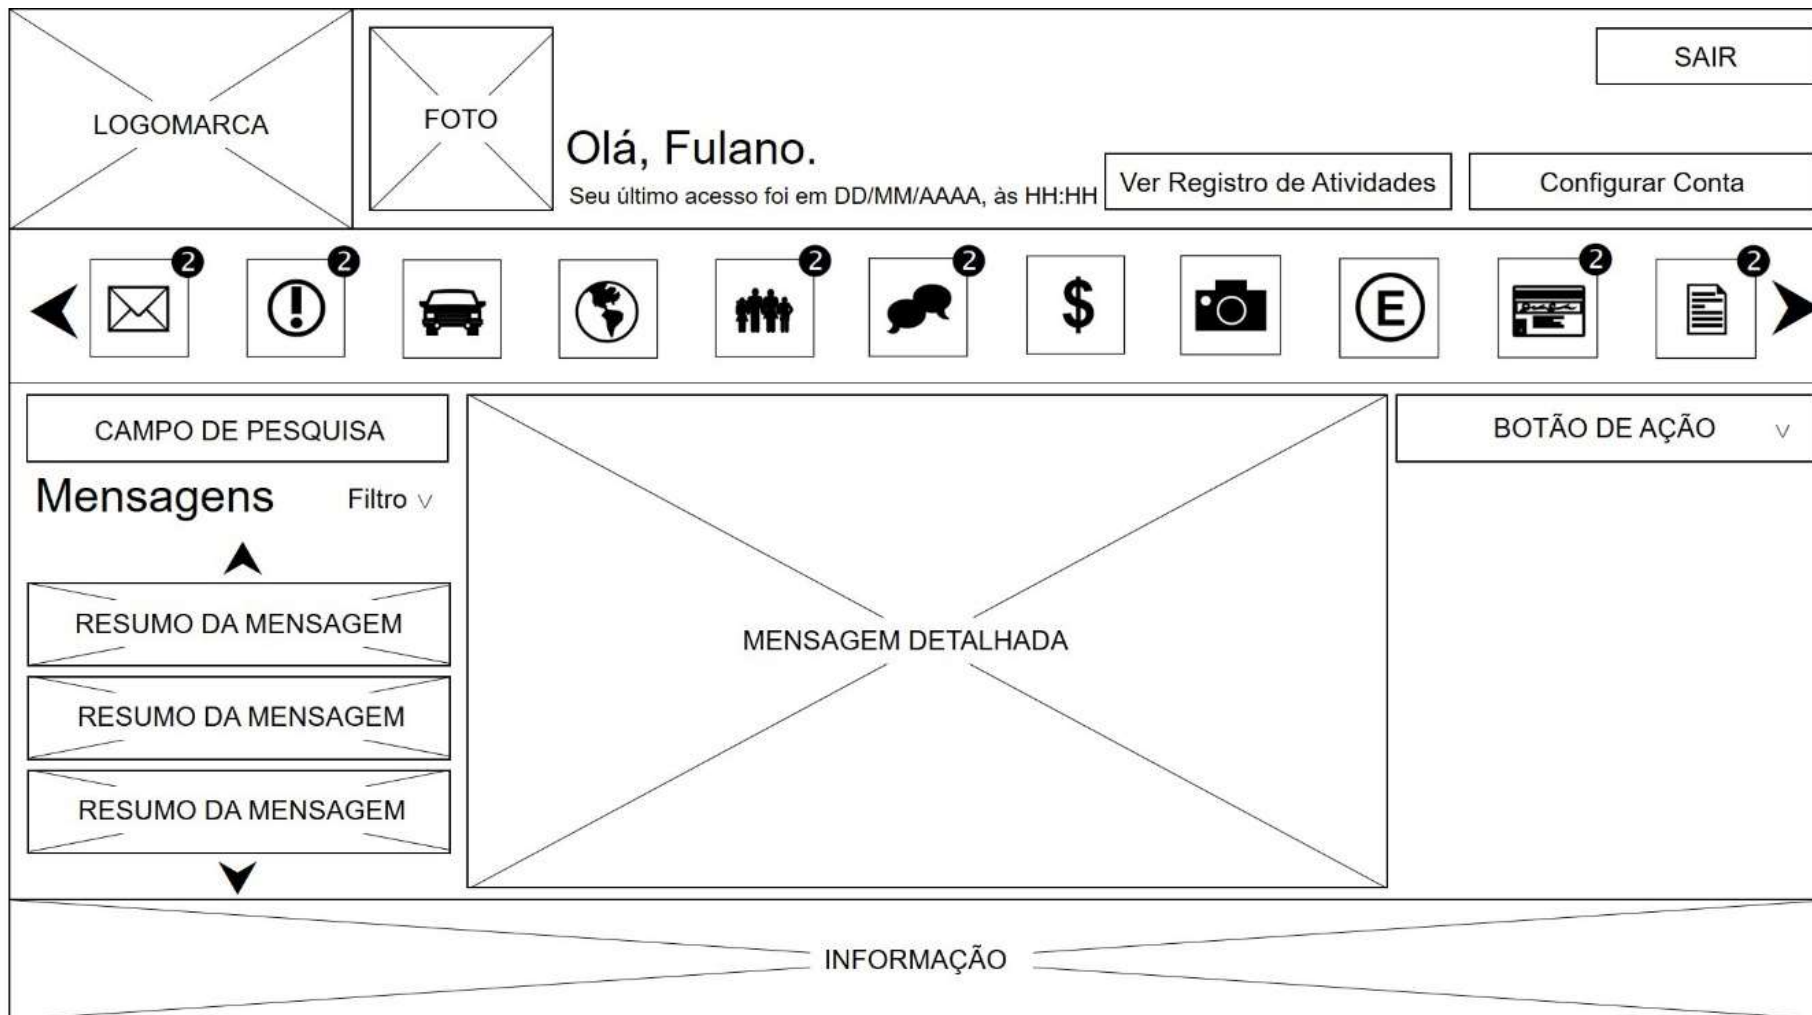 SAIR
LOGOMARCA
FOTO
Olá, Fulano.
Seu último acesso foi em DD/MM/AAAA, às HH:HH
Ver Registro de Atividades
Configurar Conta
2 2 2 2 2 2
$ E
CAMPO DE PESQUISA
BOTÃO DE AÇÃO
Mensagens
Filtro
RESUMO DA MENSAGEM
MENSAGEM DETALHADA
RESUMO DA MENSAGEM
RESUMO DA MENSAGEM
INFORMAÇÃO